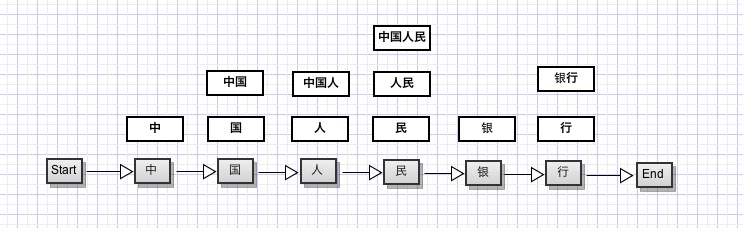 中国人民
中国 中国人 人民 银行
中 国 人 民 银 行
Start 中 国 人 民 银 行 End